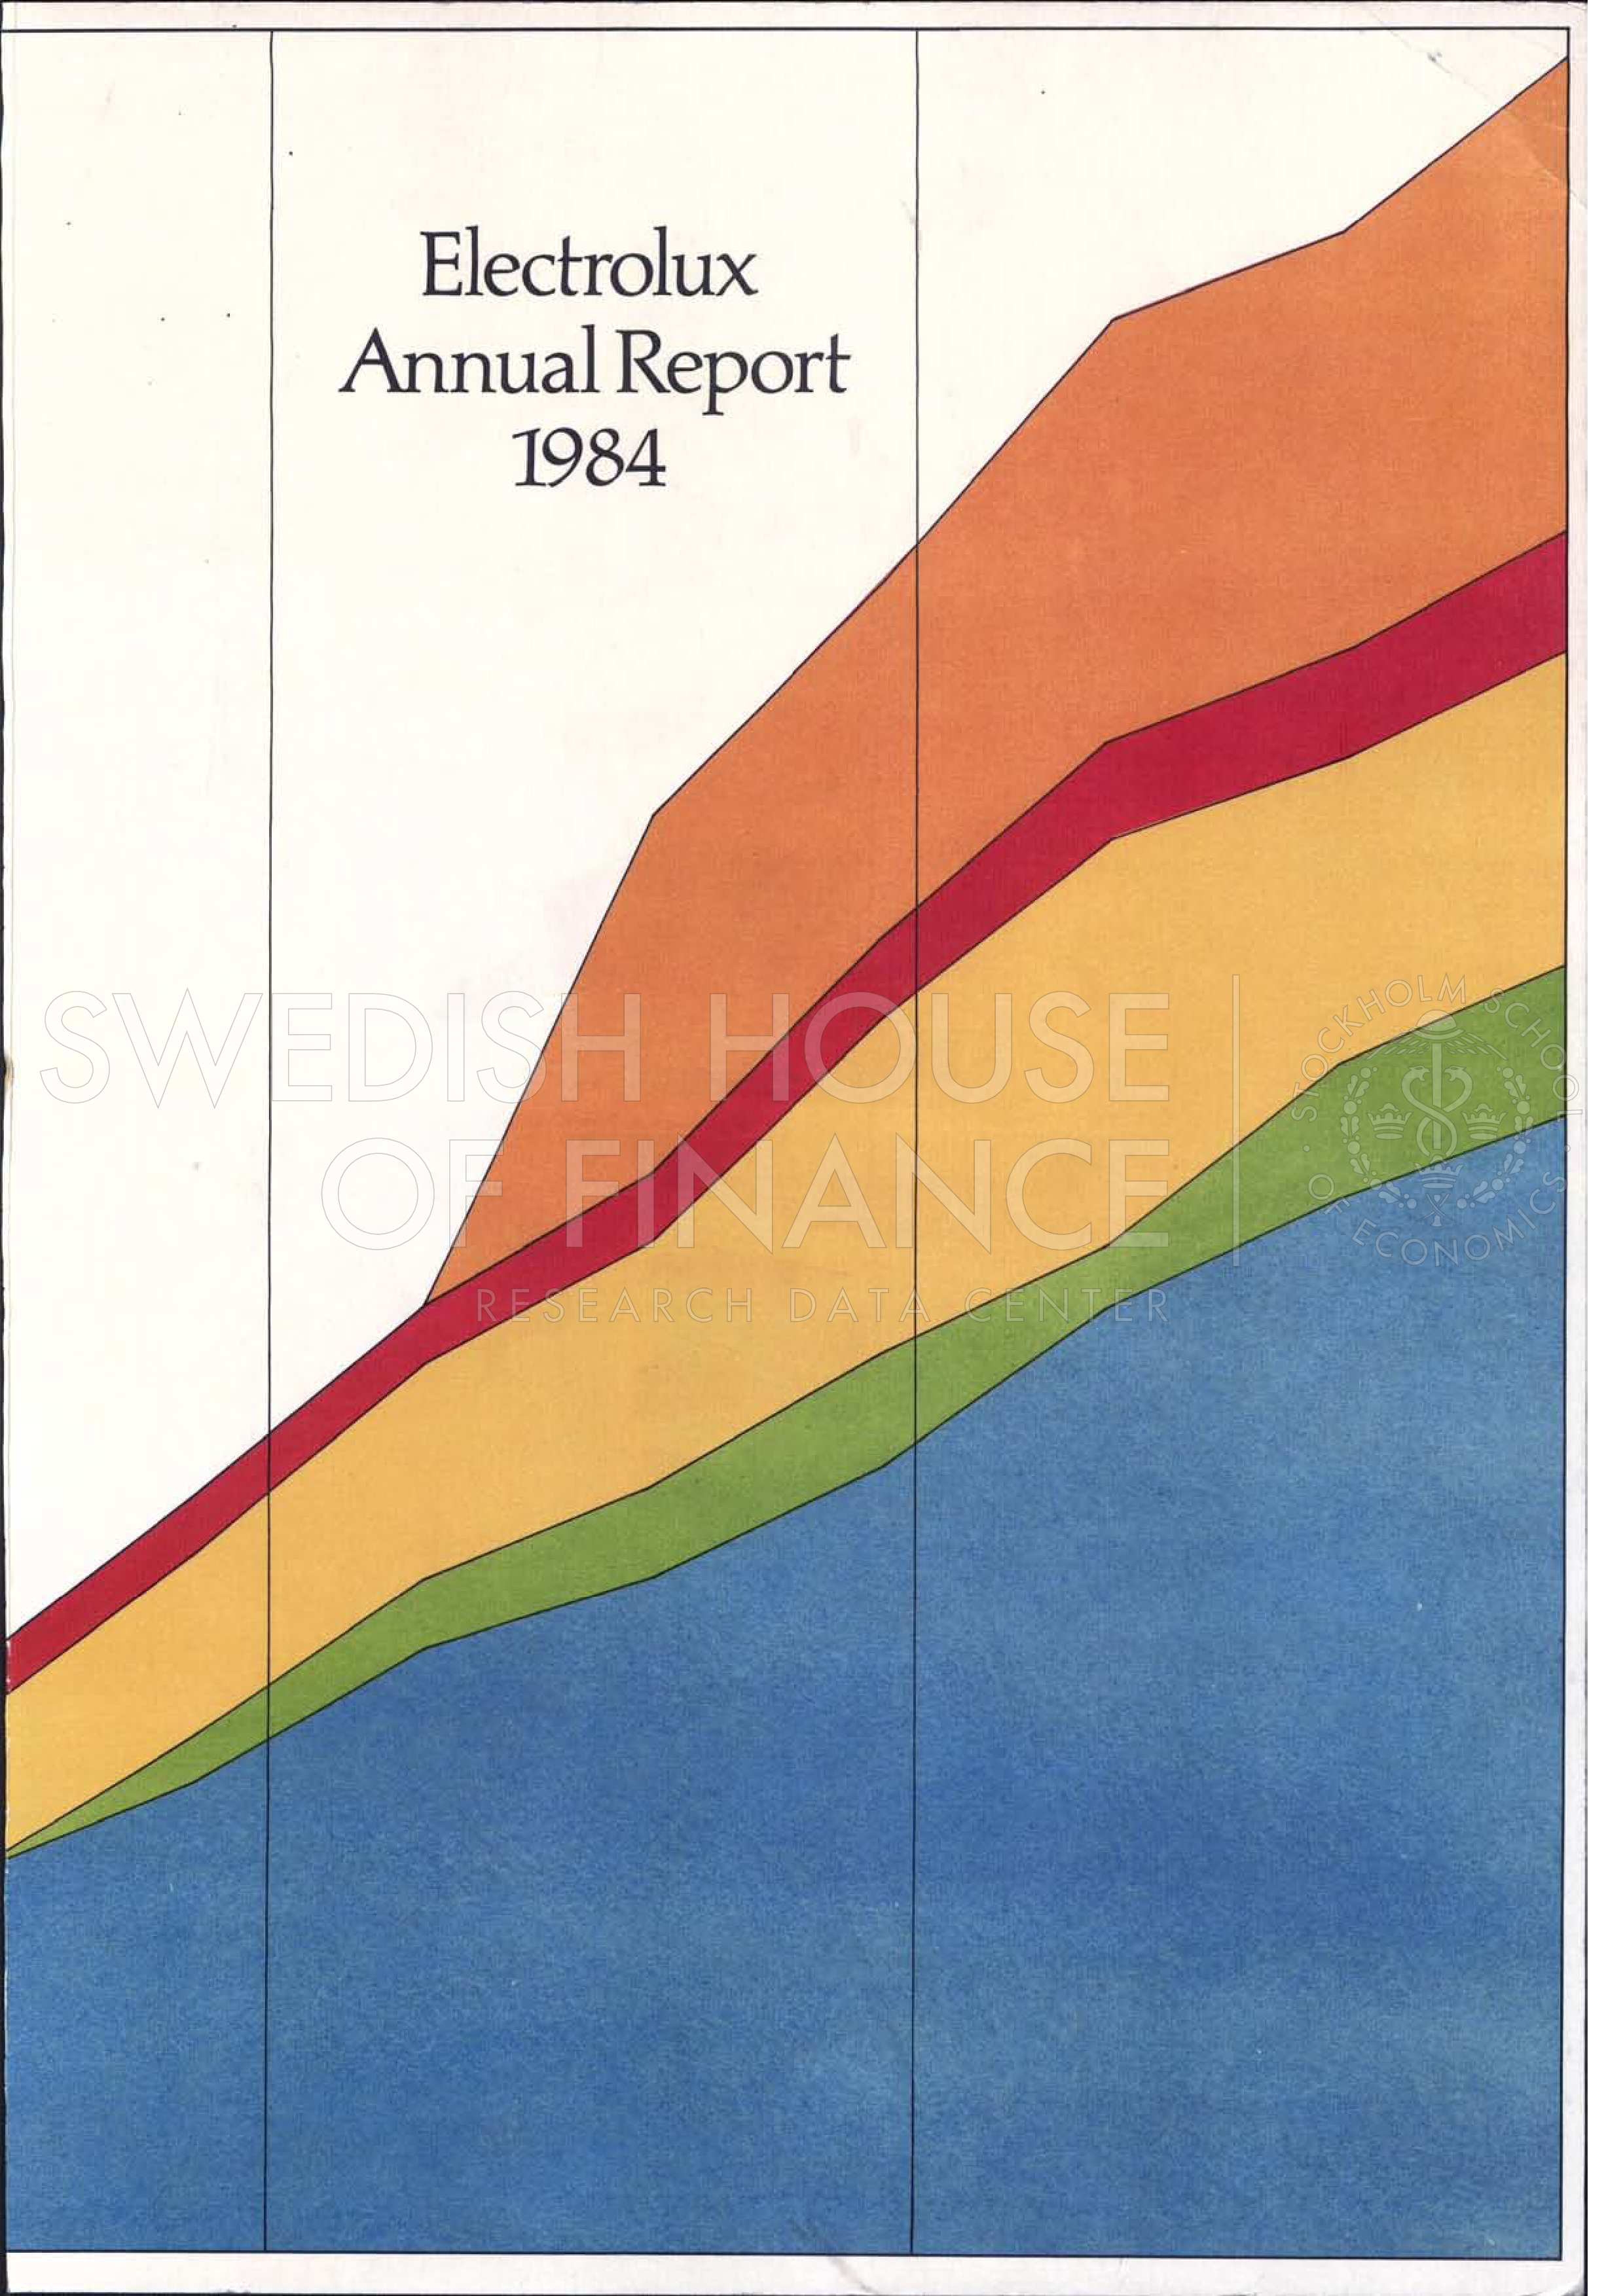 Electrolux
Annual Report
1984
SWEDISH HOUSE
OF FINANCE
RESEARCH DATA CENTER
STOCKHOLM SCHOOL
OF ECONOMICS